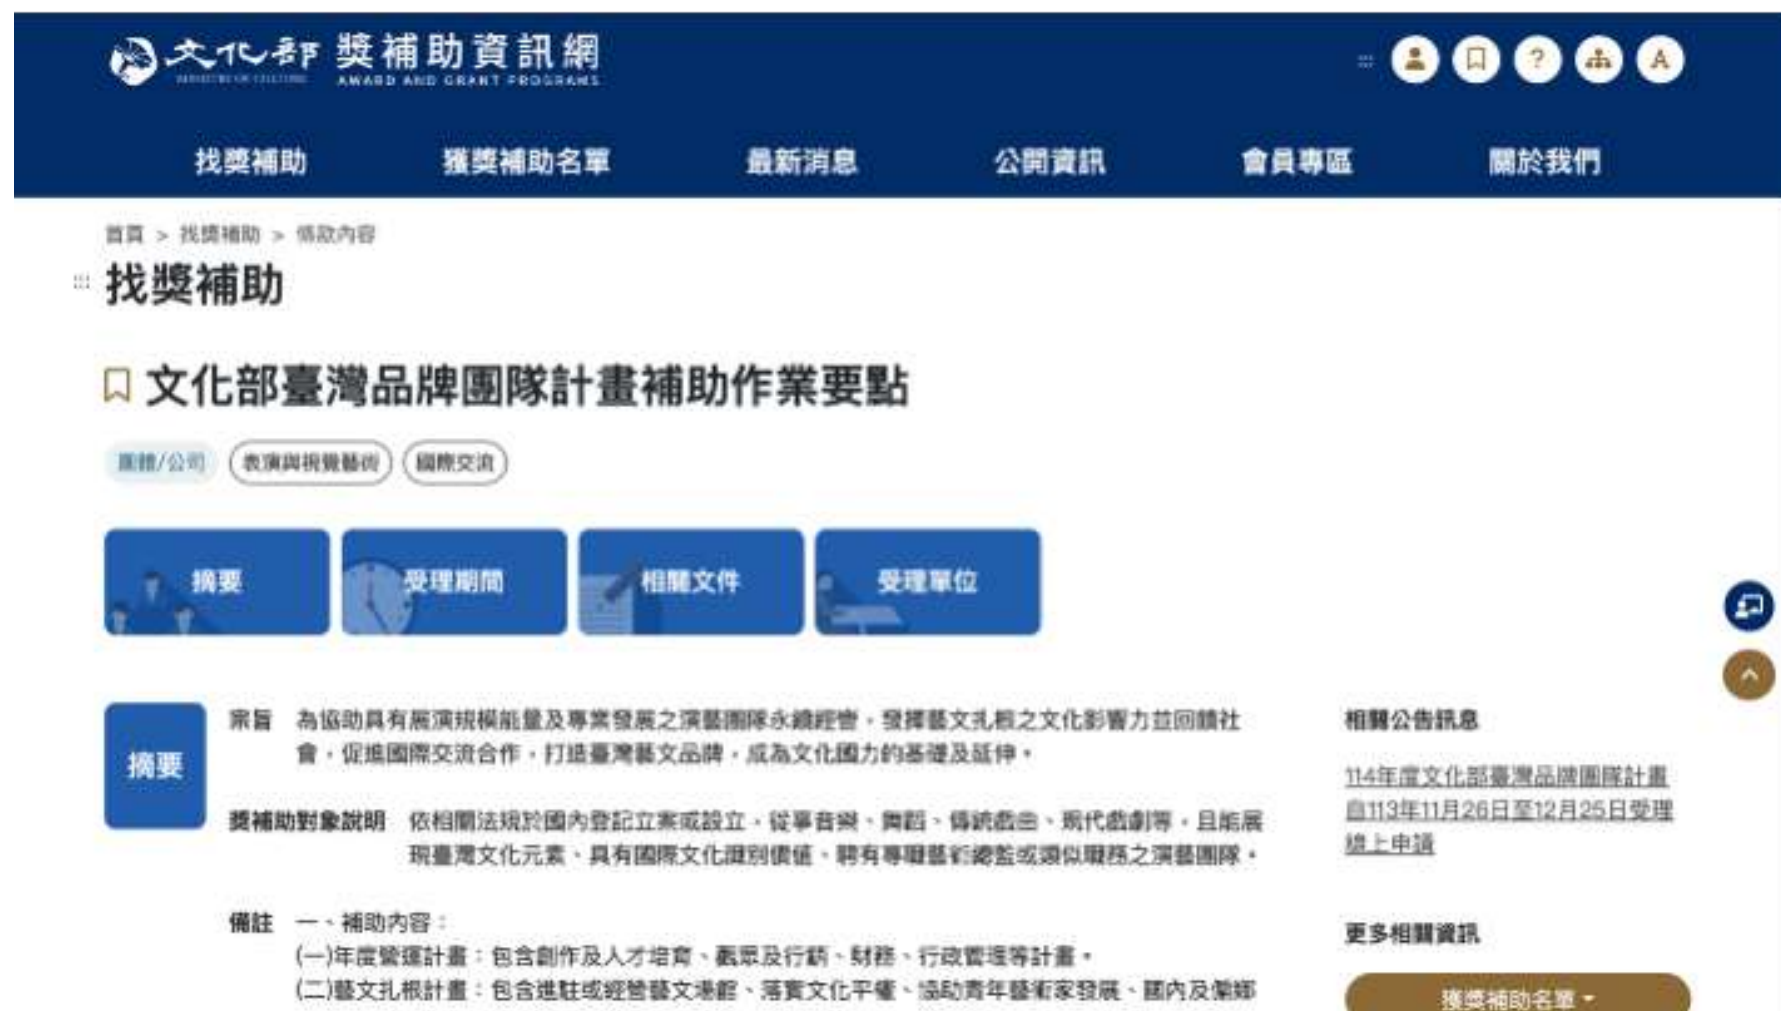 文化部 獎補助資訊網
MINISTRY OF CULTURE AWARD AND GRANT PROGRAMS
找獎補助 獲獎補助名單 最新消息 公開資訊 會員專區 關於我們
首頁 > 找獎補助 > 條款內容
找獎補助
文化部臺灣品牌團隊計畫補助作業要點
團體/公司 表演與視覺藝術 國際交流
摘要 受理期間 相關文件 受理單位
摘要
宗旨 為協助具有展演規模能量及專業發展之演藝團隊永續經營，發揮藝文扎根之文化影響力並回饋社
會，促進國際交流合作，打造臺灣藝文品牌，成為文化國力的基礎及延伸。
獎補助對象說明 依相關法規於國內登記立案或設立，從事音樂、舞蹈、傳統戲曲、現代戲劇等，且能展
現臺灣文化元素、具有國際文化識別價值、聘有專職藝術總監或類似職務之演藝團隊。
備註 一、補助內容：
(一)年度營運計畫：包含創作及人才培育、觀眾及行銷、財務、行政管理等計畫。
(二)藝文扎根計畫：包含進駐或經營藝文場館、落實文化平權、協助青年藝術家發展、國內及偏鄉
相關公告訊息
114年度文化部臺灣品牌團隊計畫
自113年11月26日至12月25日受理
線上申請
更多相關資訊
獲獎補助名單